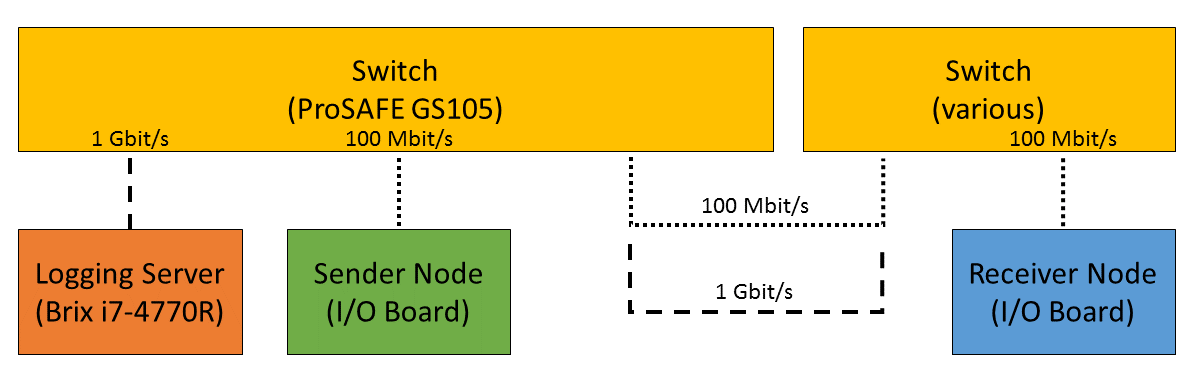 Switch
(ProSAFE GS105)
1 Gbit/s
100 Mbit/s
Switch
(various)
100 Mbit/s
100 Mbit/s
1 Gbit/s
Logging Server
(Brix i7-4770R)
Sender Node
(I/O Board)
Receiver Node
(I/O Board)